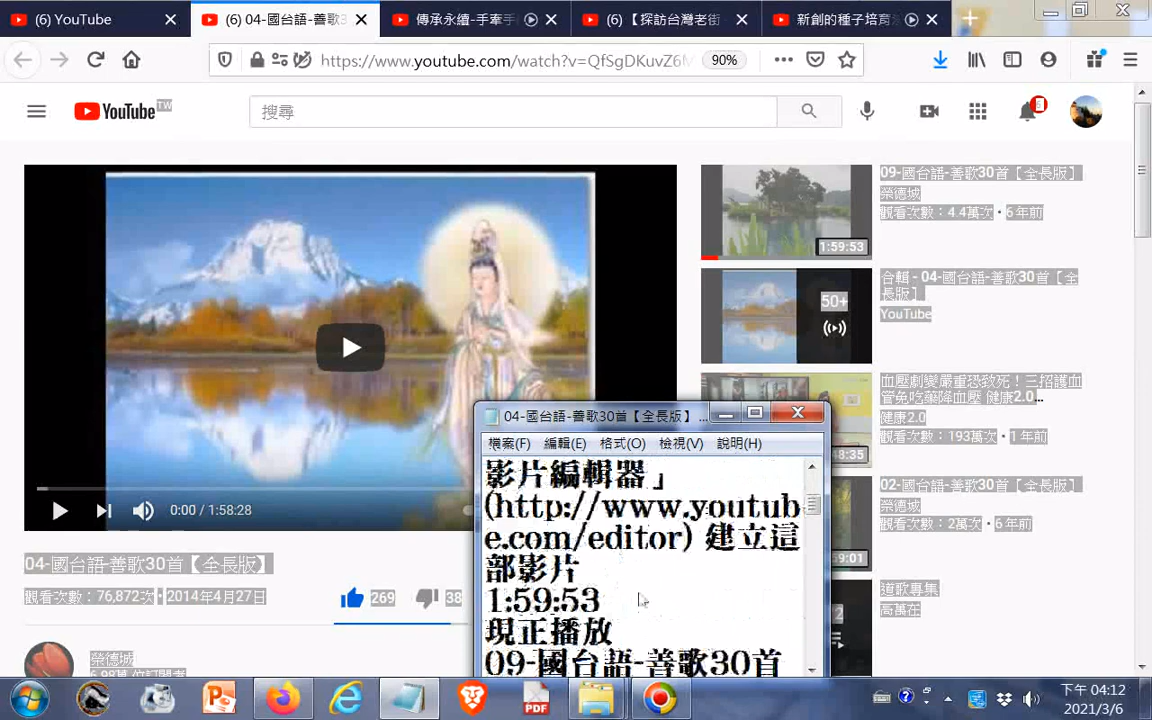 (6) YouTube
(6) 04-國台語-善歌3
傳承永續-手牽手
(6)【探訪台灣老街
新創的種子培育
https://www.youtube.com/watch?v=QfSgDKuvZ6M
90%
YouTube TW
搜尋
09-國台語-善歌30首【全長版】
榮德城
觀看次數：4.4萬次 • 6 年前
1:59:53
合輯 - 04-國台語-善歌30首【全
長版】
YouTube
50+
血壓劇變嚴重恐致死！三招護血
管免吃藥降血壓 健康2.0...
健康2.0
觀看次數：193萬次 • 1 年前
48:35
02-國台語-善歌30首【全長版】
榮德城
觀看次數：2萬次 • 6 年前
59:01
道歌專集
高萬在
2
0:00 / 1:58:28
04-國台語-善歌30首【全長版】
觀看次數：76,872次 • 2014年4月27日
269
38
榮德城
04-國台語-善歌30首【全長版】 ...
檔案(F) 編輯(E) 格式(O) 檢視(V) 說明(H)
影片編輯器」
(http://www.youtub
e.com/editor) 建立這
部影片
1:59:53
現正播放
09-國台語-善歌30首
PDF
下午 04:12
2021/3/6